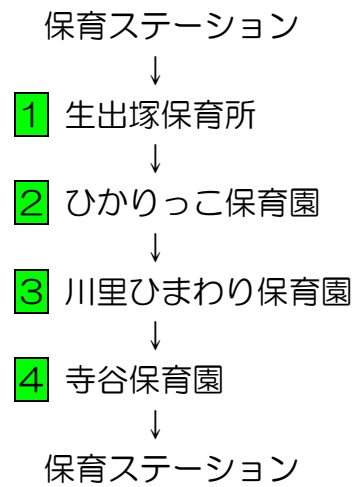 保育ステーション
↓
1 生出塚保育所
↓
2 ひかりっこ保育園
↓
3 川里ひまわり保育園
↓
4 寺谷保育園
↓
保育ステーション